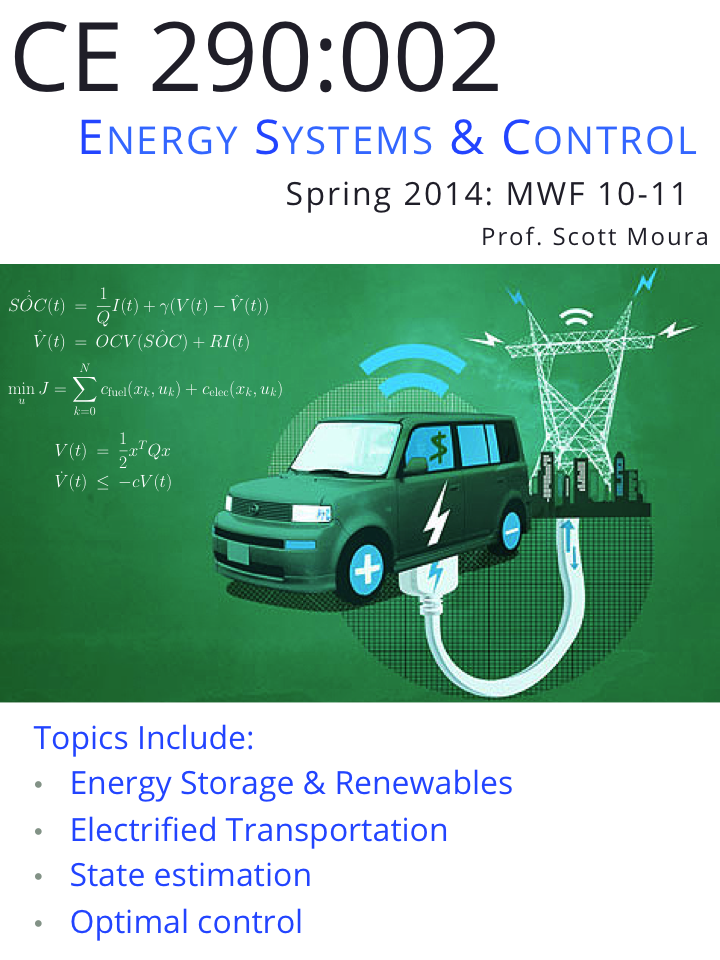 CE 290:002
ENERGY SYSTEMS & CONTROL
Spring 2014: MWF 10-11
Prof. Scott Moura
SȮC(t) = 1/Q I(t) + γ(V(t) − V̂(t))
V̂(t) = OCV(SÔC) + RI(t)
min_u J = ∑_{k=0}^{N} c_fuel(x_k, u_k) + c_elec(x_k, u_k)
V(t) = 1/2 x^T Qx
V̇(t) ≤ −cV(t)
$
Topics Include:
• Energy Storage & Renewables
• Electrified Transportation
• State estimation
• Optimal control